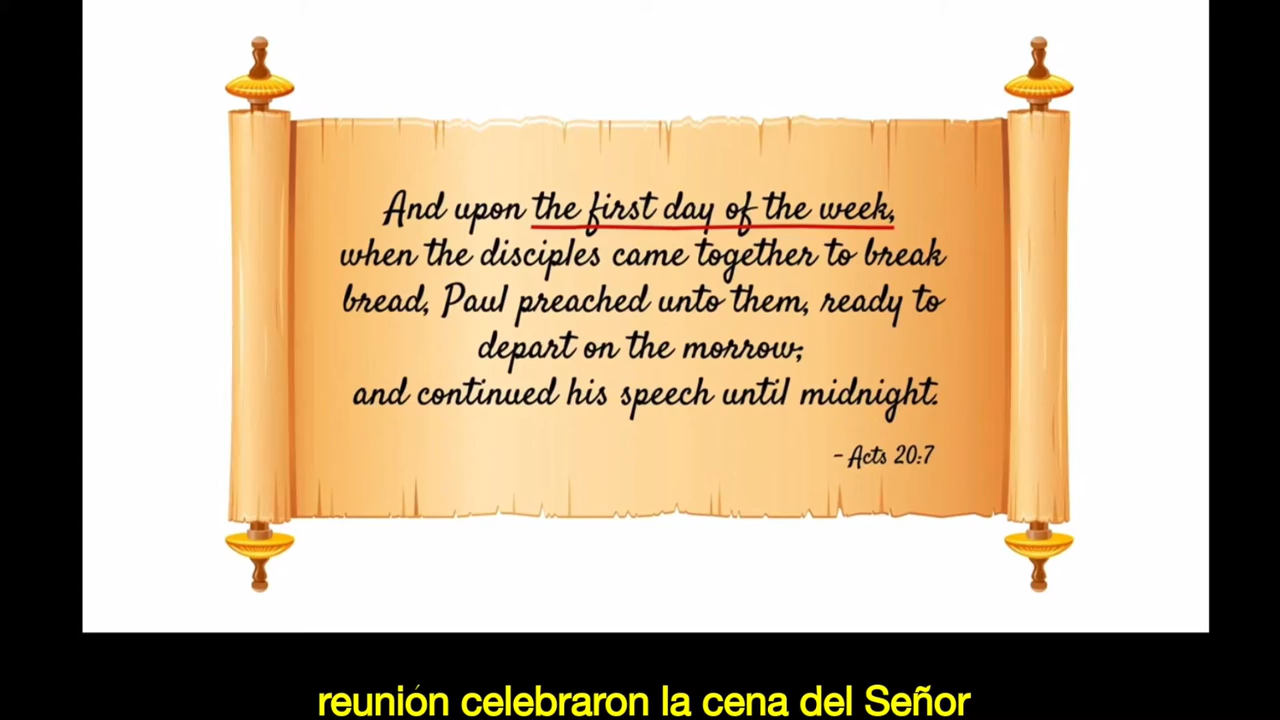 And upon the first day of the week,
when the disciples came together to break
bread, Paul preached unto them, ready to
depart on the morrow;
and continued his speech until midnight.
- Acts 20:7
reunión celebraron la cena del Señor